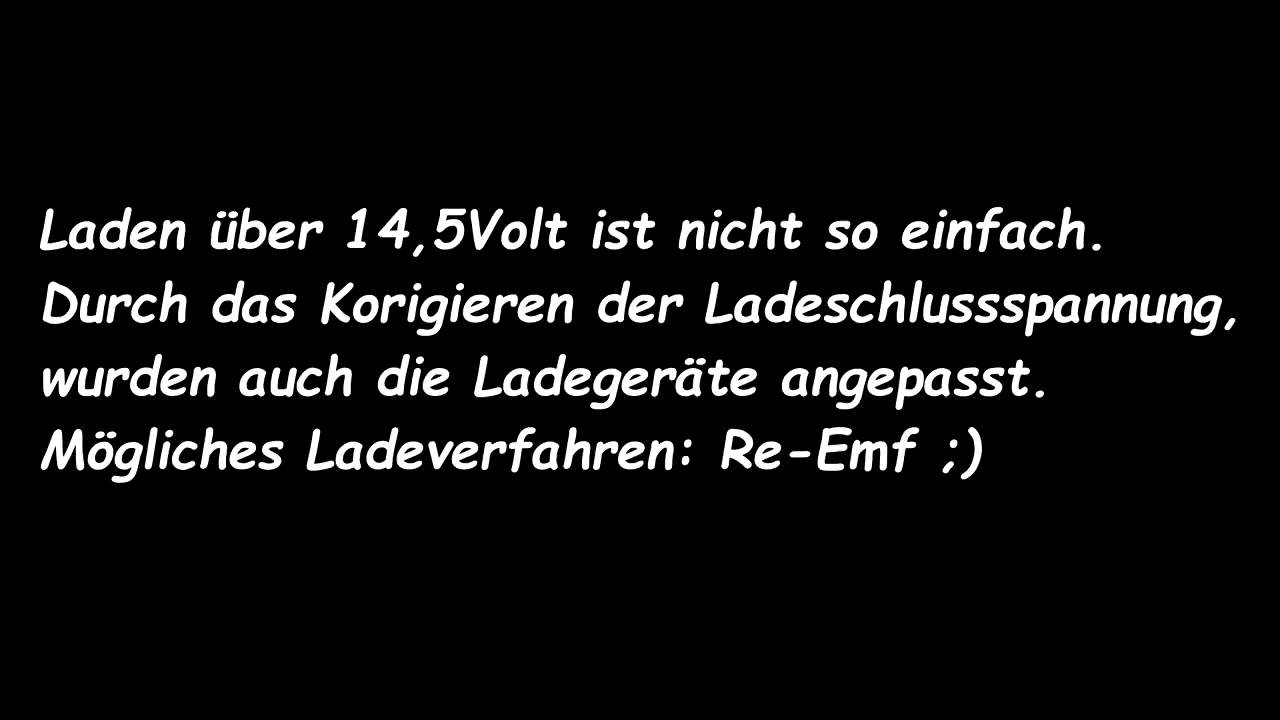 Laden über 14,5Volt ist nicht so einfach.
Durch das Korigieren der Ladeschlussspannung,
wurden auch die Ladegeräte angepasst.
Mögliches Ladeverfahren: Re-Emf ;)